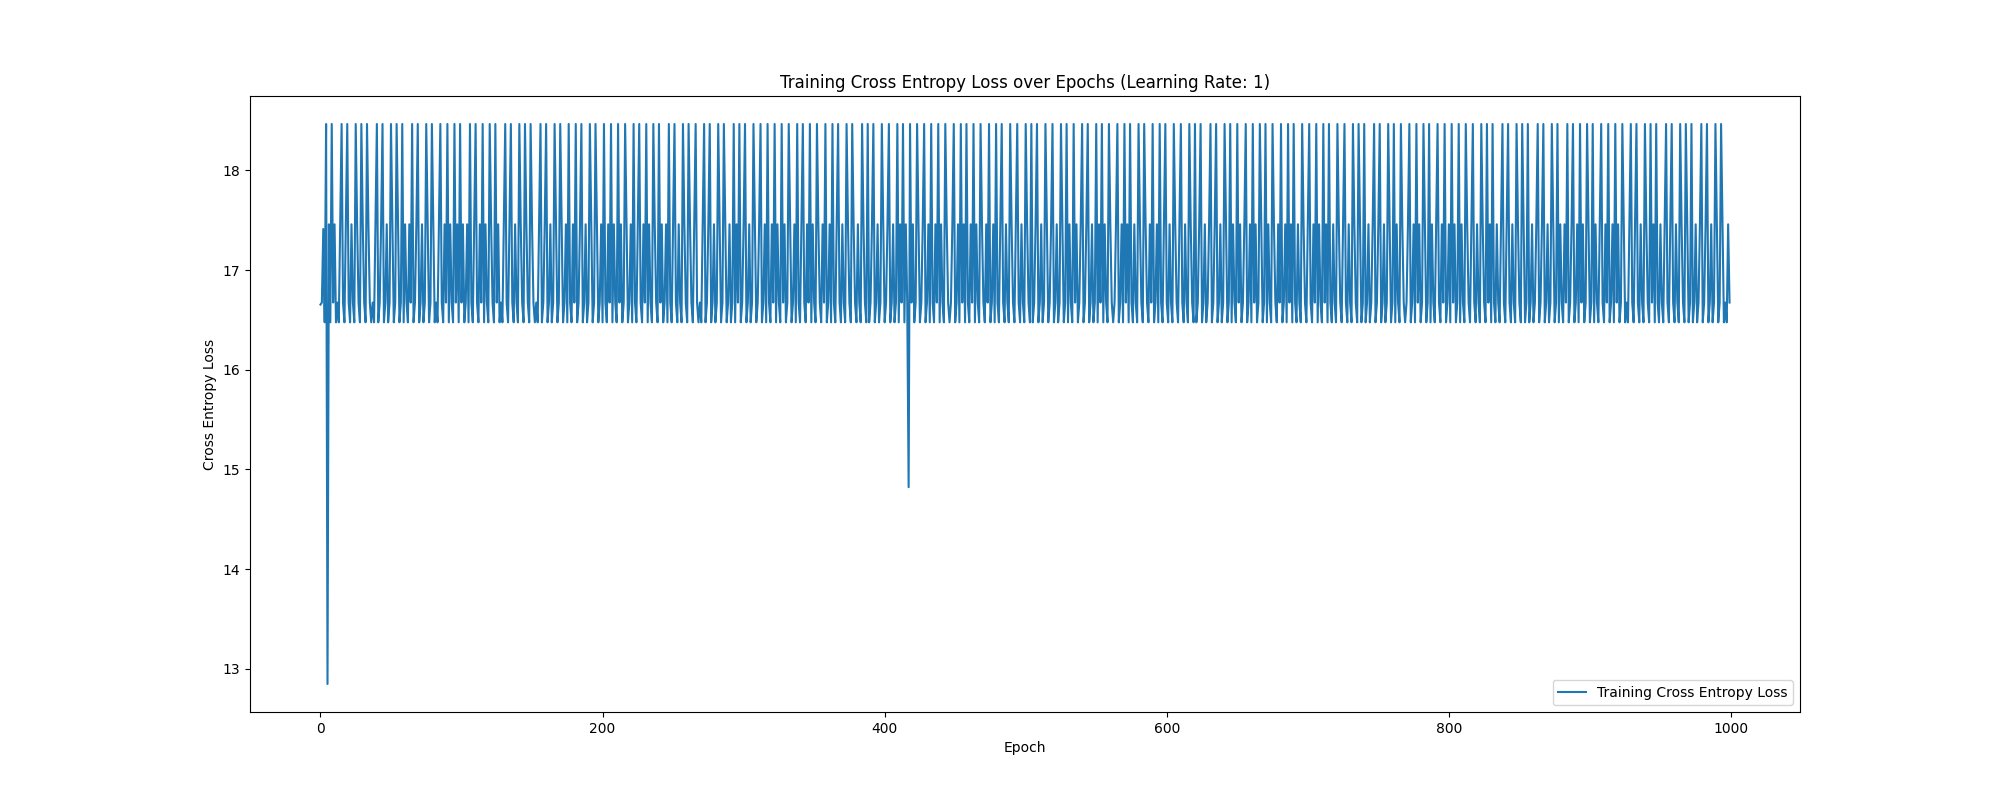 Training Cross Entropy Loss over Epochs (Learning Rate: 1)
Cross Entropy Loss
18
17
16
15
14
13
Training Cross Entropy Loss
0 200 400 600 800 1000
Epoch